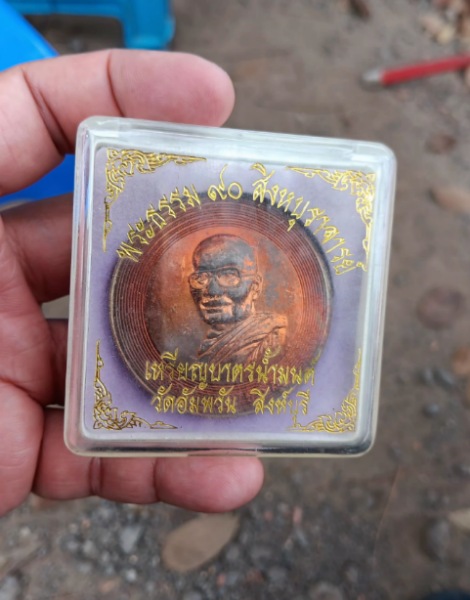 พระธรรม ๙๐ สิงหบุราจารย์
เหรียญบาตรน้ำมนต์
วัดอัมพวัน สิงห์บุรี